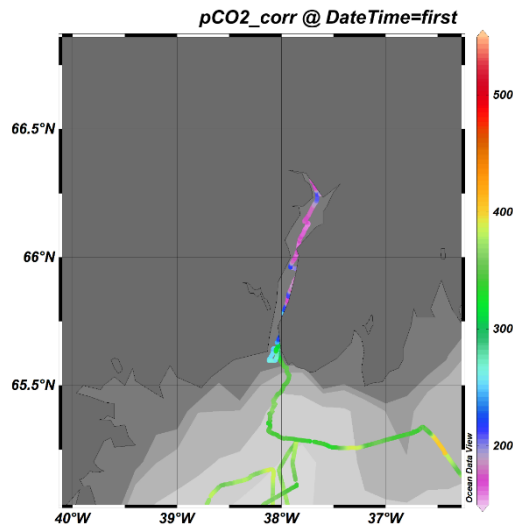 pCO2_corr @ DateTime=first
66.5°N
66°N
65.5°N
40°W
39°W
38°W
37°W
500
400
300
200
Ocean Data View